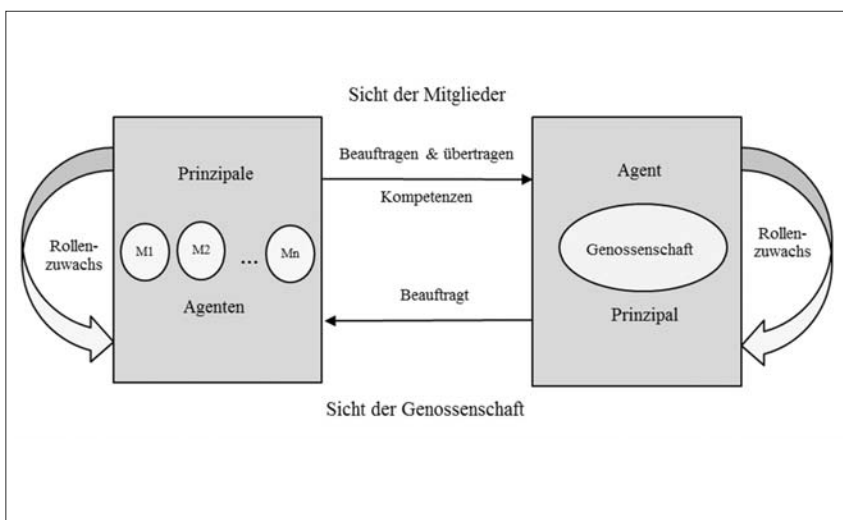 Sicht der Mitglieder
Beauftragen & übertragen
Kompetenzen
Prinzipale
M1
M2
...
Mn
Agenten
Rollen-
zuwachs
Agent
Genossenschaft
Prinzipal
Rollen-
zuwachs
Beauftragt
Sicht der Genossenschaft